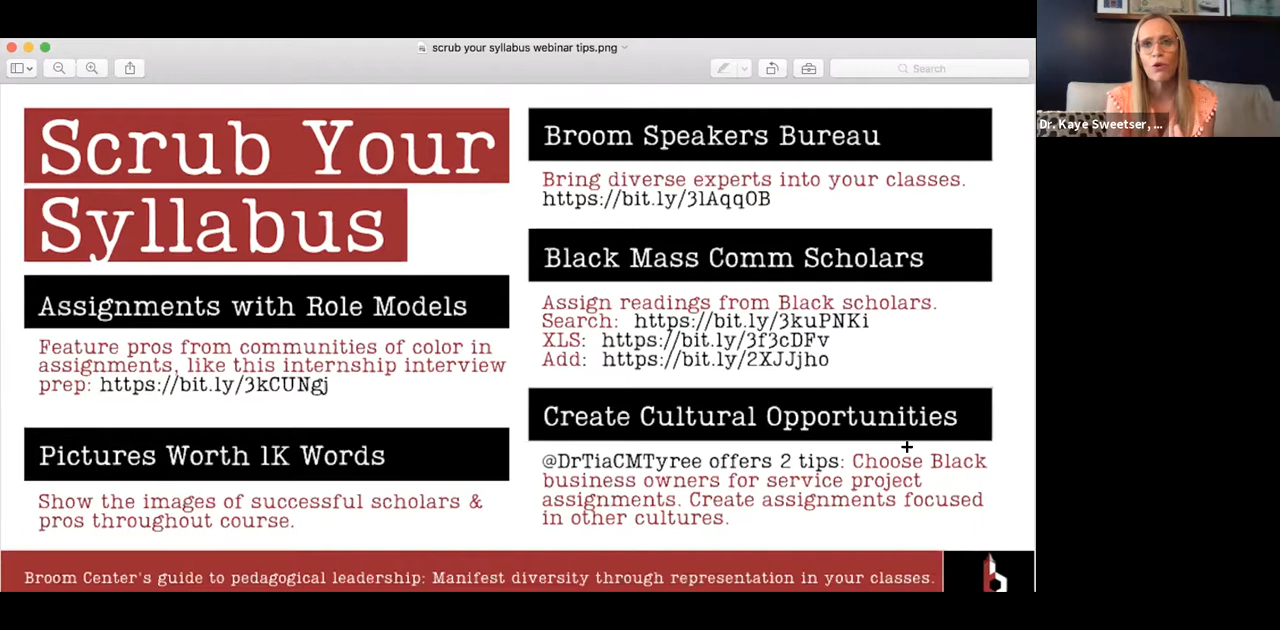 scrub your syllabus webinar tips.png
Search
Dr. Kaye Sweetser, ...
Scrub Your
Syllabus
Assignments with Role Models
Feature pros from communities of color in
assignments, like this internship interview
prep: https://bit.ly/3kCUNgj
Pictures Worth 1K Words
Show the images of successful scholars &
pros throughout course.
Broom Speakers Bureau
Bring diverse experts into your classes.
https://bit.ly/3lAqqOB
Black Mass Comm Scholars
Assign readings from Black scholars.
Search: https://bit.ly/3kuPNKi
XLS: https://bit.ly/3f3cDFv
Add: https://bit.ly/2XJJjho
Create Cultural Opportunities
@DrTiaCMTyree offers 2 tips: Choose Black
business owners for service project
assignments. Create assignments focused
in other cultures.
Broom Center's guide to pedagogical leadership: Manifest diversity through representation in your classes.